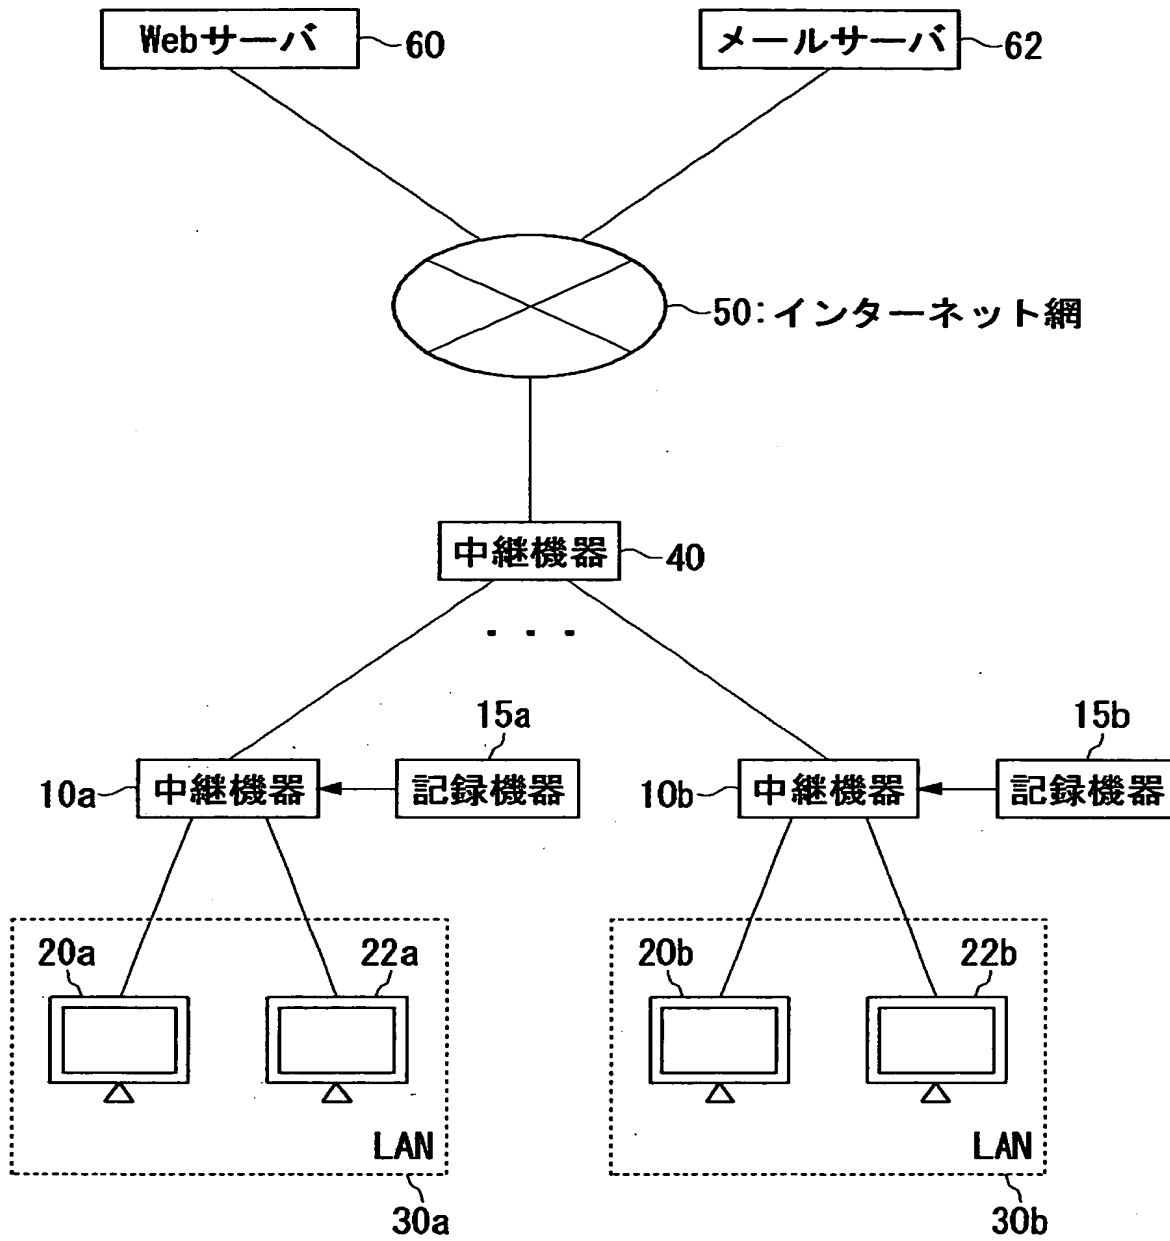 Webサーバ 60
メールサーバ 62
50:インターネット網
中継機器 40
・・・
15a
15b
10a 中継機器 記録機器
10b 中継機器 記録機器
20a 22a
20b 22b
LAN
LAN
30a
30b